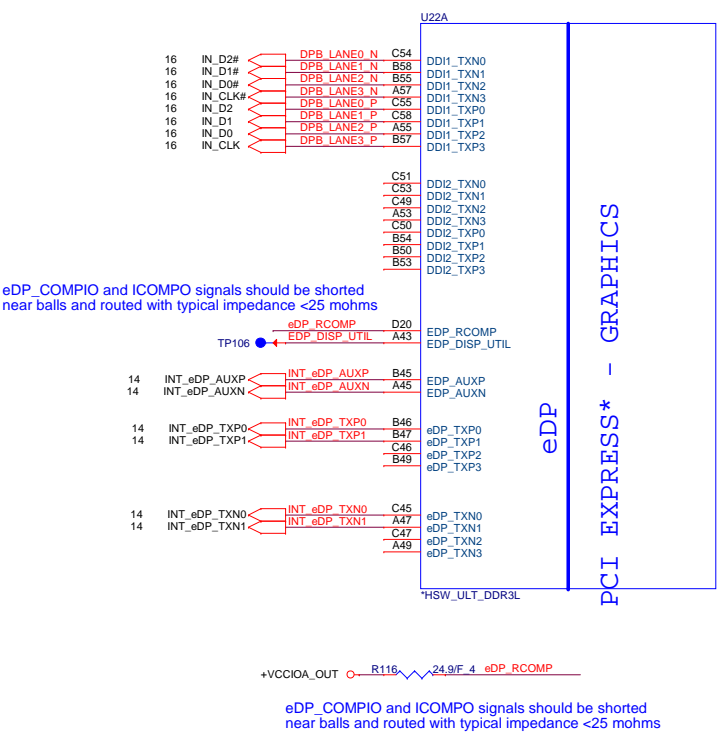 U22A
16 IN_D2# DPB_LANE0_N C54 DDI1_TXN0
16 IN_D1# DPB_LANE1_N B58 DDI1_TXN1
16 IN_D0# DPB_LANE2_N B55 DDI1_TXN2
16 IN_CLK# DPB_LANE3_N A57 DDI1_TXN3
16 IN_D2 DPB_LANE0_P C55 DDI1_TXP0
16 IN_D1 DPB_LANE1_P C58 DDI1_TXP1
16 IN_D0 DPB_LANE2_P A55 DDI1_TXP2
16 IN_CLK DPB_LANE3_P B57 DDI1_TXP3
C51 DDI2_TXN0
C53 DDI2_TXN1
C49 DDI2_TXN2
A53 DDI2_TXN3
C50 DDI2_TXP0
B54 DDI2_TXP1
B50 DDI2_TXP2
B53 DDI2_TXP3
eDP_COMPIO and ICOMPO signals should be shorted
near balls and routed with typical impedance <25 mohms
eDP_RCOMP D20 EDP_RCOMP
TP106 EDP_DISP_UTIL A43 EDP_DISP_UTIL
14 INT_eDP_AUXP INT_eDP_AUXP B45 EDP_AUXP
14 INT_eDP_AUXN INT_eDP_AUXN A45 EDP_AUXN
14 INT_eDP_TXP0 INT_eDP_TXP0 B46 eDP_TXP0
14 INT_eDP_TXP1 INT_eDP_TXP1 B47 eDP_TXP1
C46 eDP_TXP2
B49 eDP_TXP3
14 INT_eDP_TXN0 INT_eDP_TXN0 C45 eDP_TXN0
14 INT_eDP_TXN1 INT_eDP_TXN1 A47 eDP_TXN1
C47 eDP_TXN2
A49 eDP_TXN3
eDP
PCI EXPRESS* - GRAPHICS
*HSW_ULT_DDR3L
+VCCIOA_OUT R116 24.9/F_4 eDP_RCOMP
eDP_COMPIO and ICOMPO signals should be shorted
near balls and routed with typical impedance <25 mohms